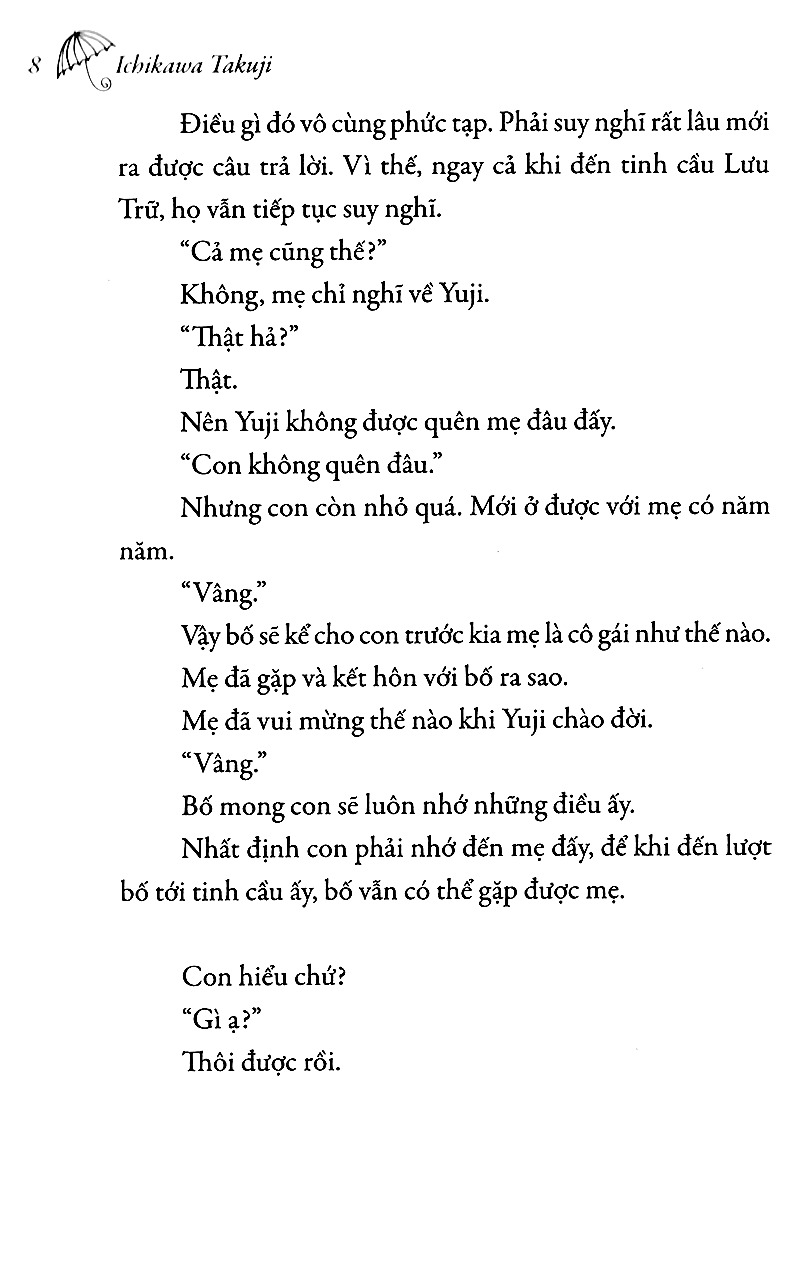 8 Ichikawa Takuji
Điều gì đó vô cùng phức tạp. Phải suy nghĩ rất lâu mới
ra được câu trả lời. Vì thế, ngay cả khi đến tinh cầu Lưu
Trữ, họ vẫn tiếp tục suy nghĩ.
“Cả mẹ cũng thế?”
Không, mẹ chỉ nghĩ về Yuji.
“Thật hả?”
Thật.
Nên Yuji không được quên mẹ đâu đấy.
“Con không quên đâu.”
Nhưng con còn nhỏ quá. Mới ở được với mẹ có năm
năm.
“Vâng.”
Vậy bố sẽ kể cho con trước kia mẹ là cô gái như thế nào.
Mẹ đã gặp và kết hôn với bố ra sao.
Mẹ đã vui mừng thế nào khi Yuji chào đời.
“Vâng.”
Bố mong con sẽ luôn nhớ những điều ấy.
Nhất định con phải nhớ đến mẹ đấy, để khi đến lượt
bố tới tinh cầu ấy, bố vẫn có thể gặp được mẹ.
Con hiểu chứ?
“Gì ạ?”
Thôi được rồi.